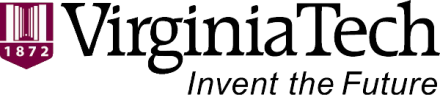 1872
VirginiaTech
Invent the Future